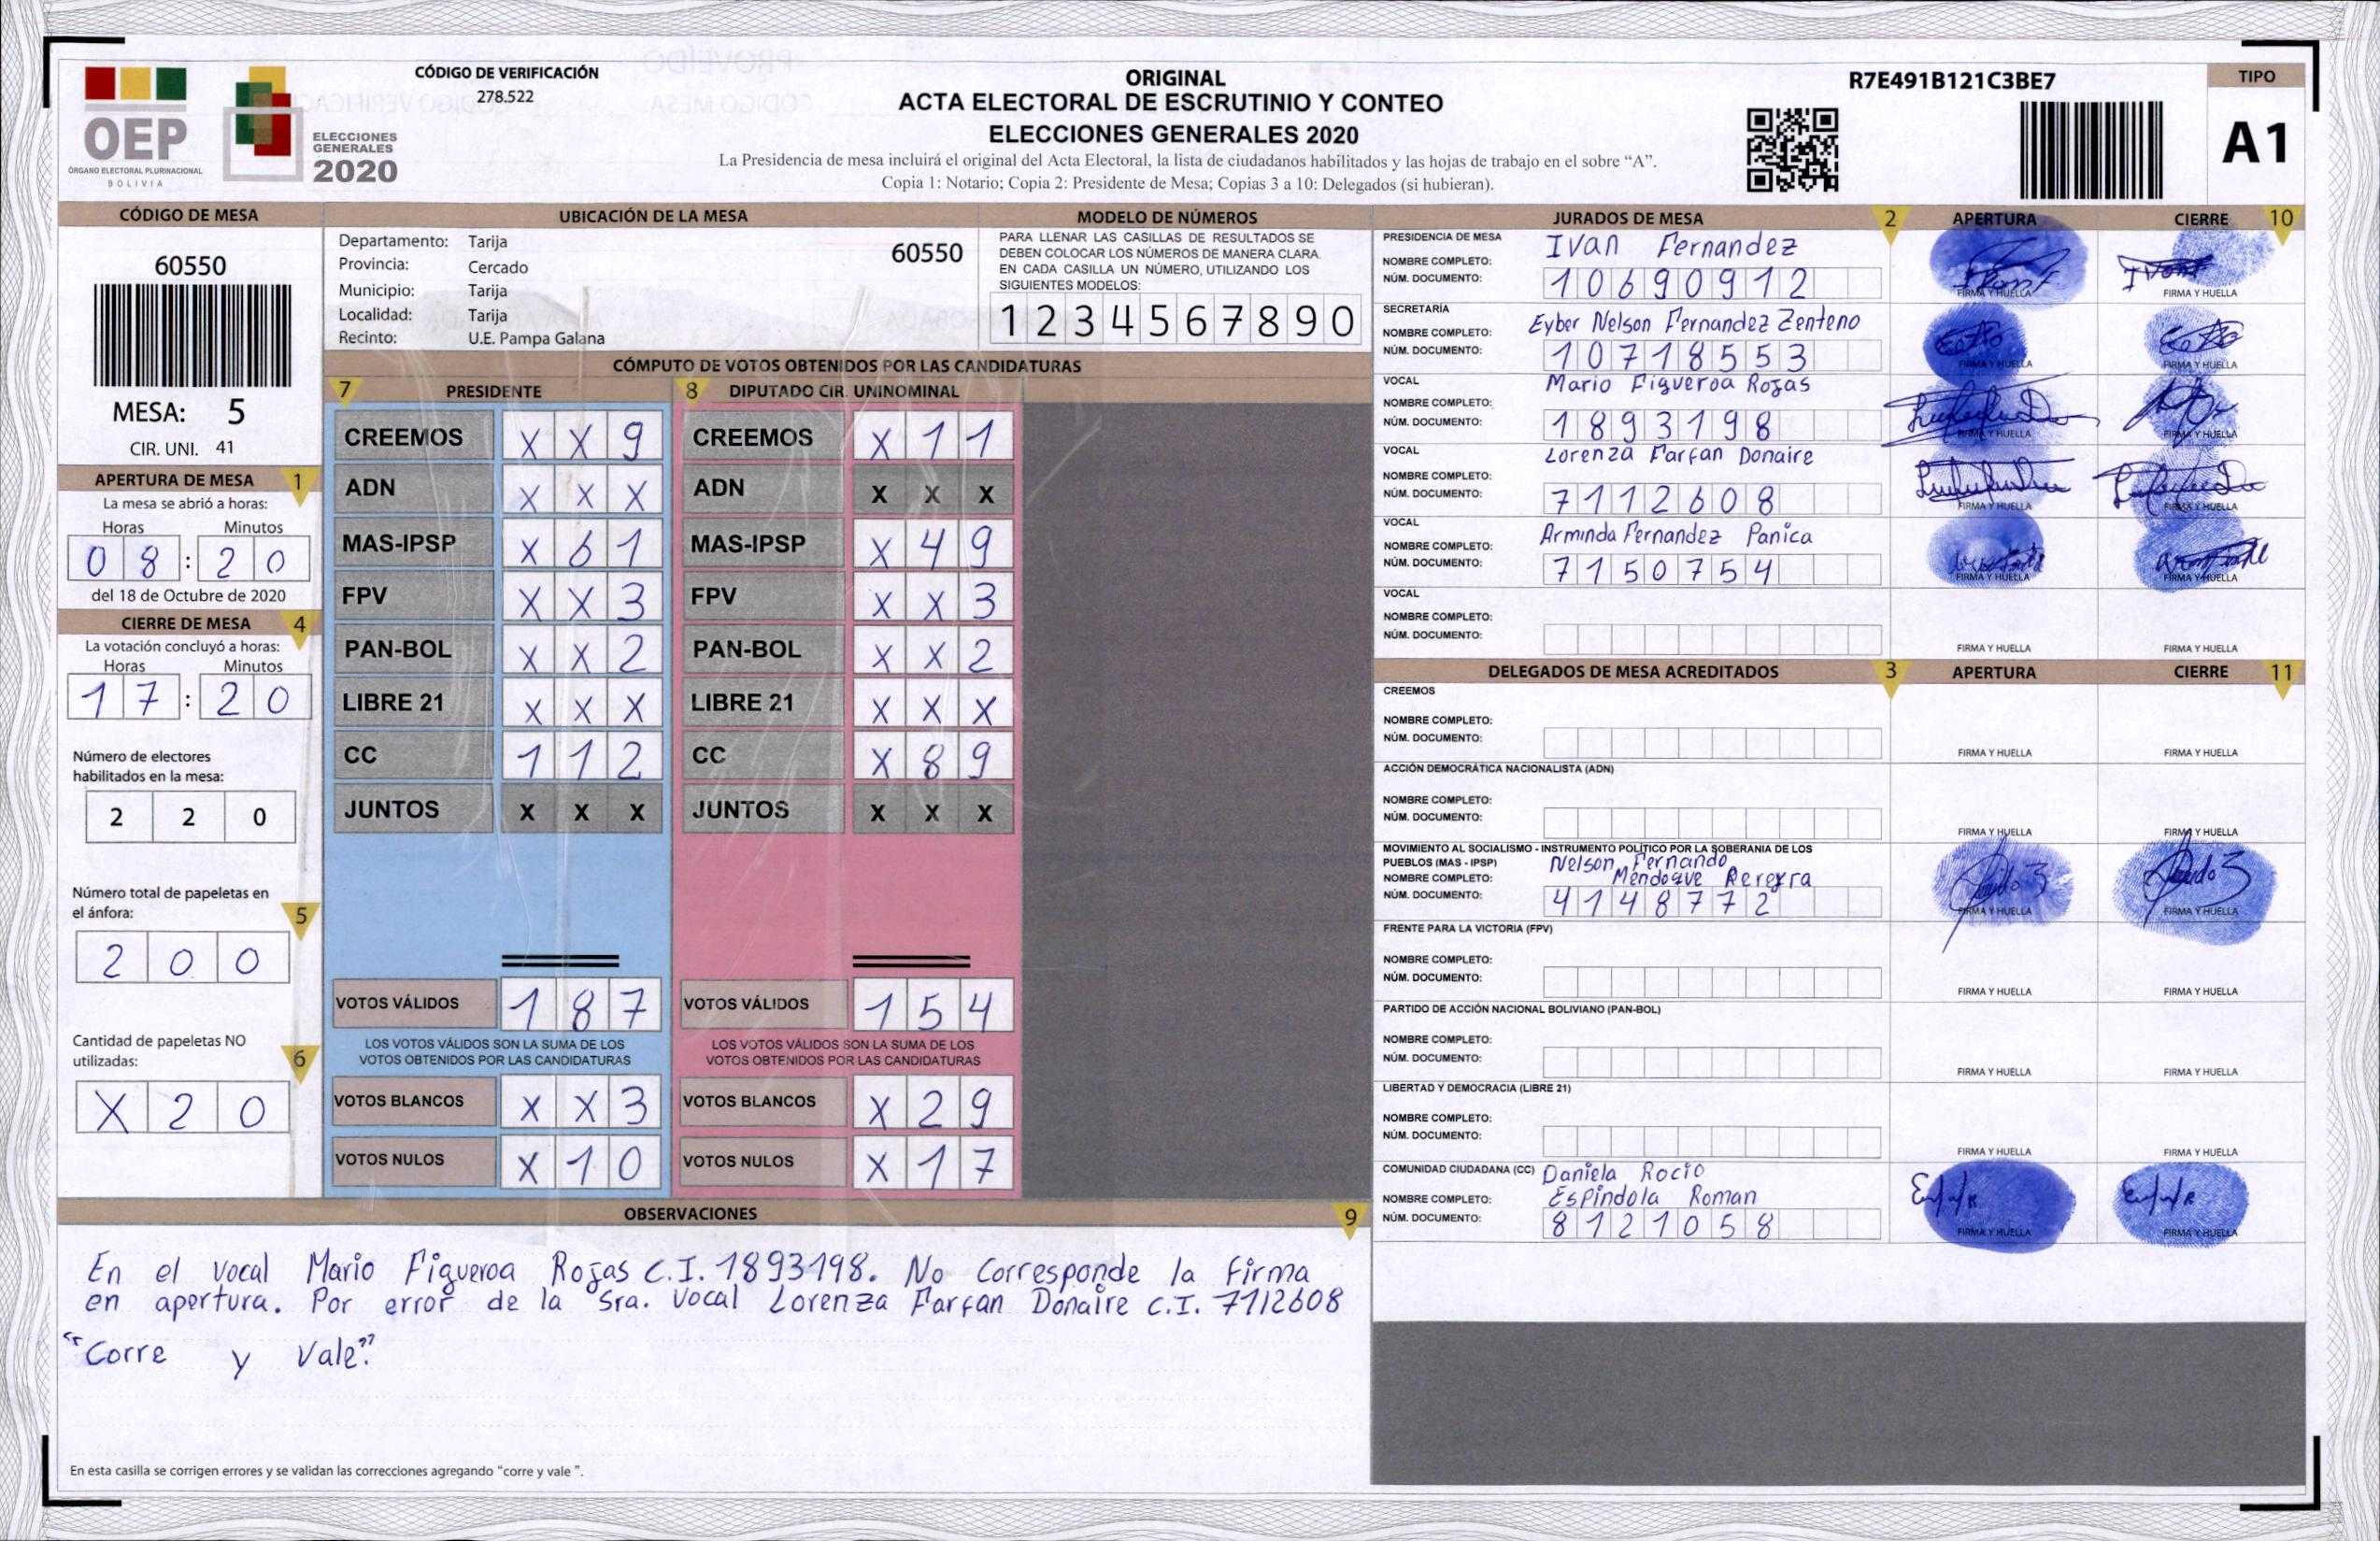 OEP
ÓRGANO ELECTORAL PLURINACIONAL
BOLIVIA
ELECCIONES
GENERALES
2020
CÓDIGO DE VERIFICACIÓN
278.522
ORIGINAL
ACTA ELECTORAL DE ESCRUTINIO Y CONTEO
ELECCIONES GENERALES 2020
La Presidencia de mesa incluirá el original del Acta Electoral, la lista de ciudadanos habilitados y las hojas de trabajo en el sobre “A”.
Copia 1: Notario; Copia 2: Presidente de Mesa; Copias 3 a 10: Delegados (si hubieran).
R7E491B121C3BE7
TIPO
A1
CÓDIGO DE MESA
60550
MESA: 5
CIR. UNI. 41
APERTURA DE MESA 1
La mesa se abrió a horas:
Horas Minutos
08 : 20
del 18 de Octubre de 2020
CIERRE DE MESA 4
La votación concluyó a horas:
Horas Minutos
17 : 20
Número de electores
habilitados en la mesa:
2 2 0
Número total de papeletas en
el ánfora: 5
2 0 0
Cantidad de papeletas NO
utilizadas: 6
X 2 0
UBICACIÓN DE LA MESA
Departamento: Tarija 60550
Provincia: Cercado
Municipio: Tarija
Localidad: Tarija
Recinto: U.E. Pampa Galana
MODELO DE NÚMEROS
PARA LLENAR LAS CASILLAS DE RESULTADOS SE
DEBEN COLOCAR LOS NÚMEROS DE MANERA CLARA.
EN CADA CASILLA UN NÚMERO, UTILIZANDO LOS
SIGUIENTES MODELOS:
1 2 3 4 5 6 7 8 9 0
CÓMPUTO DE VOTOS OBTENIDOS POR LAS CANDIDATURAS
7 PRESIDENTE 8 DIPUTADO CIR. UNINOMINAL
CREEMOS X X 9 CREEMOS X 1 1
ADN X X X ADN X X X
MAS-IPSP X 6 1 MAS-IPSP X 4 9
FPV X X 3 FPV X X 3
PAN-BOL X X 2 PAN-BOL X X 2
LIBRE 21 X X X LIBRE 21 X X X
CC 1 1 2 CC X 8 9
JUNTOS X X X JUNTOS X X X
VOTOS VÁLIDOS 1 8 7 VOTOS VÁLIDOS 1 5 4
LOS VOTOS VÁLIDOS SON LA SUMA DE LOS LOS VOTOS VÁLIDOS SON LA SUMA DE LOS
VOTOS OBTENIDOS POR LAS CANDIDATURAS VOTOS OBTENIDOS POR LAS CANDIDATURAS
VOTOS BLANCOS X X 3 VOTOS BLANCOS X 2 9
VOTOS NULOS X 1 0 VOTOS NULOS X 1 7
OBSERVACIONES 9
En el vocal Mario Figueroa Rojas C.I. 1893198. No Corresponde la firma
en apertura. Por error de la Sra. Vocal Lorenza Farfan Donaire C.I. 7112608
“Corre y Vale”
En esta casilla se corrigen errores y se validan las correcciones agregando “corre y vale ”.
JURADOS DE MESA 2 APERTURA CIERRE 10
PRESIDENCIA DE MESA
NOMBRE COMPLETO: Ivan Fernandez
NÚM. DOCUMENTO: 10690912
FIRMA Y HUELLA FIRMA Y HUELLA
SECRETARÍA
NOMBRE COMPLETO: Eyber Nelson Fernandez Zenteno
NÚM. DOCUMENTO: 10718553
FIRMA Y HUELLA FIRMA Y HUELLA
VOCAL
NOMBRE COMPLETO: Mario Figueroa Rojas
NÚM. DOCUMENTO: 1893198
FIRMA Y HUELLA FIRMA Y HUELLA
VOCAL
NOMBRE COMPLETO: Lorenza Farfan Donaire
NÚM. DOCUMENTO: 7112608
FIRMA Y HUELLA FIRMA Y HUELLA
VOCAL
NOMBRE COMPLETO: Arminda Fernandez Panica
NÚM. DOCUMENTO: 7150754
FIRMA Y HUELLA FIRMA Y HUELLA
VOCAL
NOMBRE COMPLETO:
NÚM. DOCUMENTO:
FIRMA Y HUELLA FIRMA Y HUELLA
DELEGADOS DE MESA ACREDITADOS 3 APERTURA CIERRE 11
CREEMOS
NOMBRE COMPLETO:
NÚM. DOCUMENTO:
FIRMA Y HUELLA FIRMA Y HUELLA
ACCIÓN DEMOCRÁTICA NACIONALISTA (ADN)
NOMBRE COMPLETO:
NÚM. DOCUMENTO:
FIRMA Y HUELLA FIRMA Y HUELLA
MOVIMIENTO AL SOCIALISMO - INSTRUMENTO POLÍTICO POR LA SOBERANIA DE LOS
PUEBLOS (MAS - IPSP) Nelson Fernando
NOMBRE COMPLETO: Mendoque Pereyra
NÚM. DOCUMENTO: 4148772
FIRMA Y HUELLA FIRMA Y HUELLA
FRENTE PARA LA VICTORIA (FPV)
NOMBRE COMPLETO:
NÚM. DOCUMENTO:
FIRMA Y HUELLA FIRMA Y HUELLA
PARTIDO DE ACCIÓN NACIONAL BOLIVIANO (PAN-BOL)
NOMBRE COMPLETO:
NÚM. DOCUMENTO:
FIRMA Y HUELLA FIRMA Y HUELLA
LIBERTAD Y DEMOCRACIA (LIBRE 21)
NOMBRE COMPLETO:
NÚM. DOCUMENTO:
FIRMA Y HUELLA FIRMA Y HUELLA
COMUNIDAD CIUDADANA (CC) Daniela Rocio
NOMBRE COMPLETO: Espindola Roman
NÚM. DOCUMENTO: 8121058
FIRMA Y HUELLA FIRMA Y HUELLA